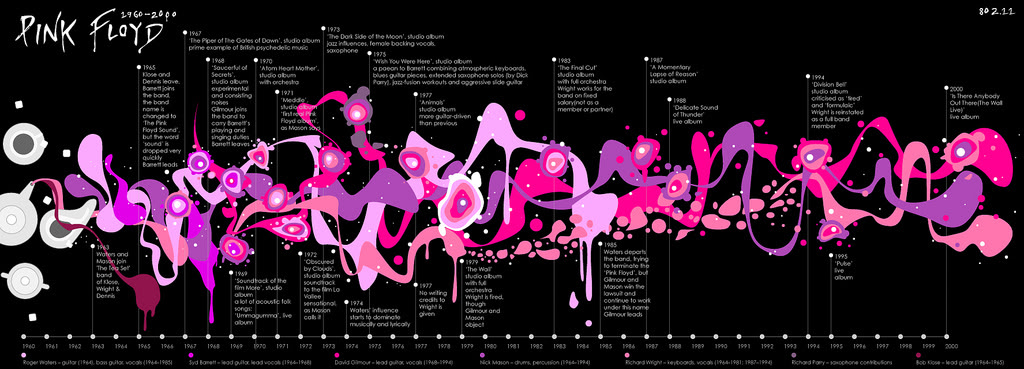 PINK FLOYD
1960-2000
80 2.11
1967
'The Piper of The Gates of Dawn', studio album
prime example of British psychedelic music
1973
'The Dark Side of the Moon', studio album
jazz influences, female backing vocals,
saxophone
1965
Klose and
Dennis leave,
Barrett joins
the band,
the band
name is
changed to
'The Pink
Floyd Sound',
but the word
'sound' is
dropped very
quickly
Barrett leads
1968
'Saucerful of
Secrets',
studio album
experimental
and consisting
noises
Gilmour joins
the band to
carry Barrett's
playing and
singing duties
Barrett leaves
1970
'Atom Heart Mother',
studio album
with orchestra
1971
'Meddle',
studio album
'first real Pink
Floyd album',
as Mason says
1975
'Wish You Were Here', studio album
a paean to Barrett combining atmospheric keyboards,
blues guitar pieces, extended saxophone solos (by Dick
Parry), jazz-fusion workouts and aggressive slide guitar
1977
'Animals'
studio album
more guitar-driven
than previous
1983
'The Final Cut'
studio album
with full orchestra
Wright works for the
band on fixed
salary(not as a
member or partner)
1987
'A Momentary
Lapse of Reason'
studio album
1988
'Delicate Sound
of Thunder'
live album
1994
'Division Bell'
studio album
criticised as 'tired'
and 'formulaic'
Wright is reinstated
as a full band
member
2000
'Is There Anybody
Out There(The Wall
Live)'
live album
1963
Waters and
Mason join
'The Tea Set'
band
of Klose,
Wright &
Dennis
1969
'Soundtrack of the
film More', studio
album
a lot of acoustic folk
songs;
'Ummagumma', live
album
1972
'Obscured
by Clouds',
studio album
soundtrack
to the film La
Vallee
sensational,
as Mason
calls it
1974
Waters' influence
starts to dominate
musically and lyrically
1977
No writing
credits to
Wright is
given
1979
'The Wall'
studio album
with full
orchestra
Wright is fired,
though
Gilmour and
Mason
object
1985
Waters departs
the band, trying
to terminate the
'Pink Floyd', but
Gilmour and
Mason win the
lawsuit and
continue to work
under this name
Gilmour leads
1995
'Pulse'
live
album
1960 1961 1962 1963 1964 1965 1966 1967 1968 1969 1970 1971 1972 1973 1974 1975 1976 1977 1978 1979 1980 1981 1982 1983 1984 1985 1986 1987 1988 1989 1990 1991 1992 1993 1994 1995 1996 1997 1998 1999 2000
Roger Waters – guitar (1964), bass guitar, vocals (1964-1985)
Syd Barrett – lead guitar, lead vocals (1964-1968)
David Gilmour – lead guitar, vocals (1968-1994)
Nick Mason – drums, percussion (1964-1994)
Richard Wright – keyboards, vocals (1964-1981; 1987-1994)
Richard Parry – saxophone contributions
Bob Klose – lead guitar (1964-1965)